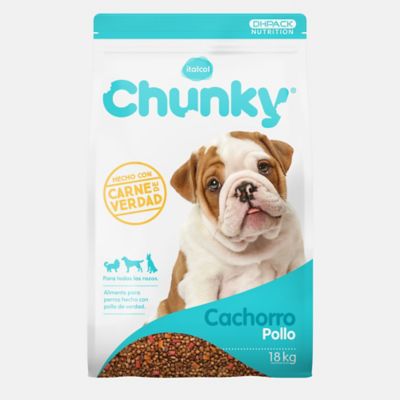 DHPACK
NUTRITION
italcol
Chunky®
HECHO CON
CARNE DE
VERDAD
Para todas las razas.
Alimento para
perros hecho con
pollo de verdad.
Cachorro
Pollo
18 kg